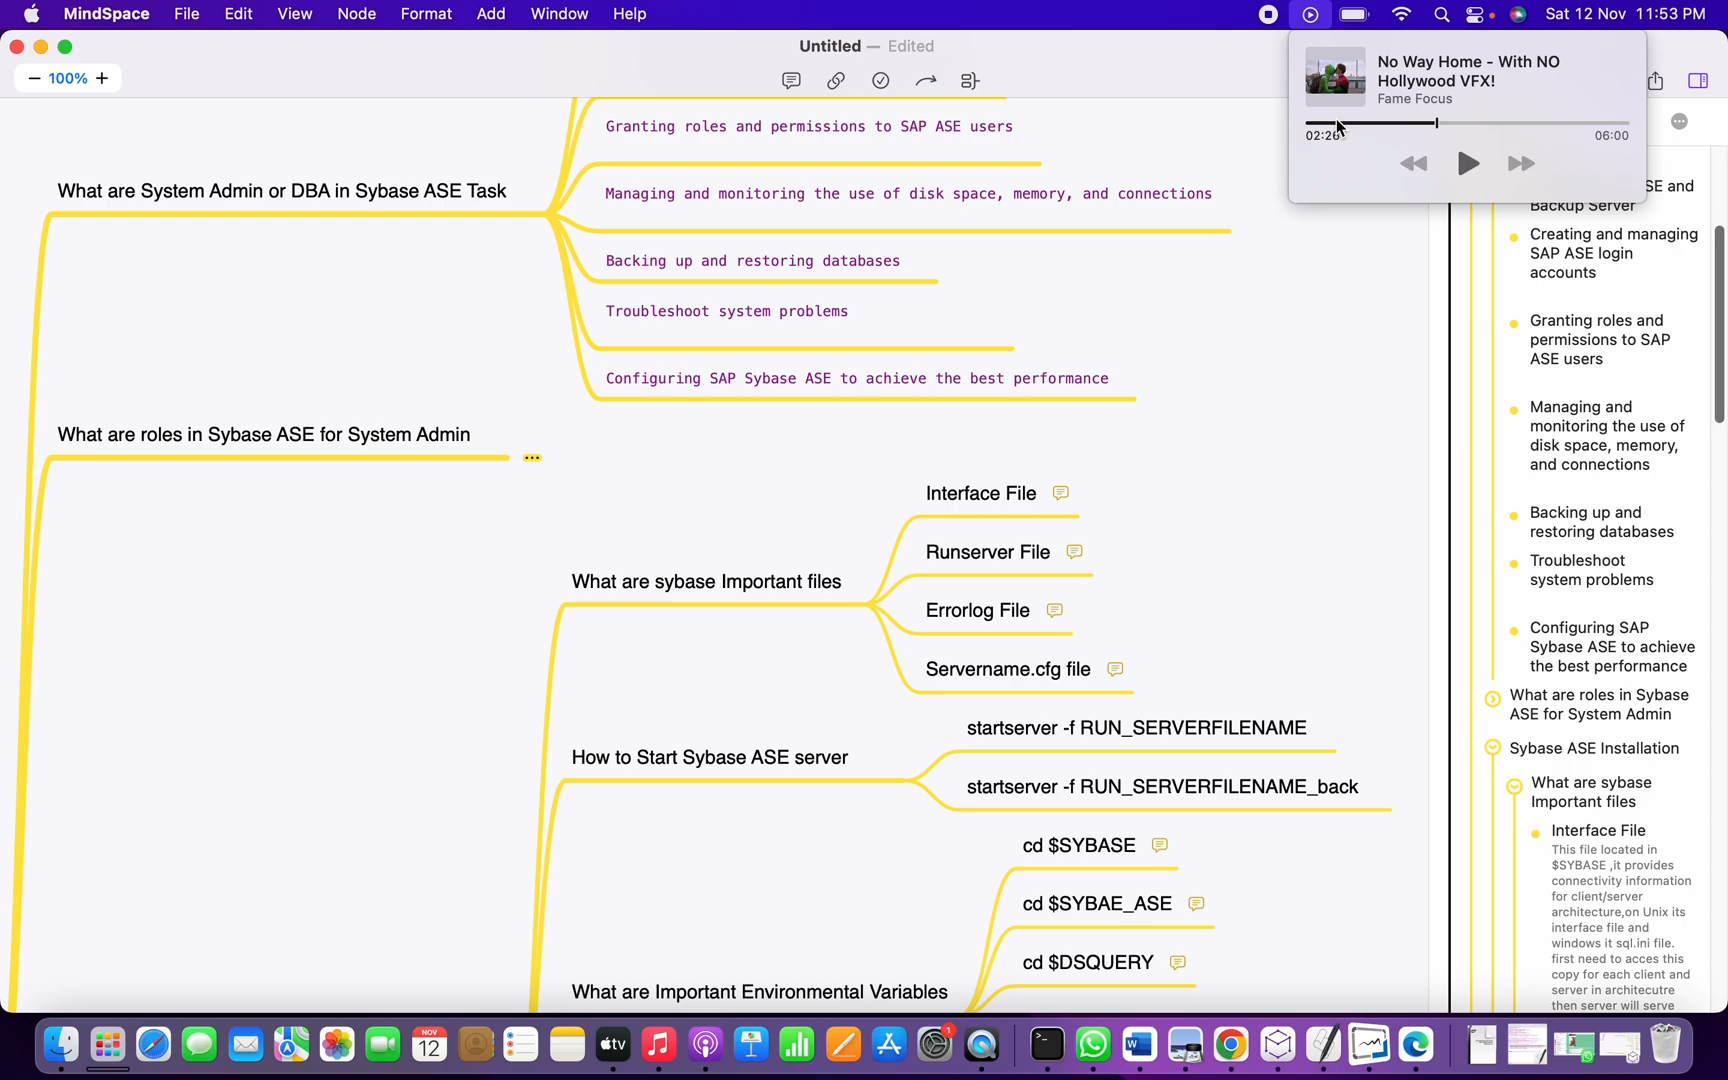 MindSpace File Edit View Node Format Add Window Help Sat 12 Nov 11:53 PM
Untitled — Edited
100%
No Way Home - With NO
Hollywood VFX!
Fame Focus
02:26
06:00
Granting roles and permissions to SAP ASE users
What are System Admin or DBA in Sybase ASE Task
Managing and monitoring the use of disk space, memory, and connections
Backing up and restoring databases
Troubleshoot system problems
Configuring SAP Sybase ASE to achieve the best performance
What are roles in Sybase ASE for System Admin
Interface File
Runserver File
What are sybase Important files
Errorlog File
Servername.cfg file
startserver -f RUN_SERVERFILENAME
How to Start Sybase ASE server
startserver -f RUN_SERVERFILENAME_back
cd $SYBASE
cd $SYBAE_ASE
cd $DSQUERY
What are Important Environmental Variables
SE and
Backup Server
Creating and managing
SAP ASE login
accounts
Granting roles and
permissions to SAP
ASE users
Managing and
monitoring the use of
disk space, memory,
and connections
Backing up and
restoring databases
Troubleshoot
system problems
Configuring SAP
Sybase ASE to achieve
the best performance
What are roles in Sybase
ASE for System Admin
Sybase ASE Installation
What are sybase
Important files
Interface File
This file located in
$SYBASE ,it provides
connectivity information
for client/server
architecture,on Unix its
interface file and
windows it sql.ini file.
first need to acces this
copy for each client and
server in architecutre
then server will serve
NOV
12
tv
1